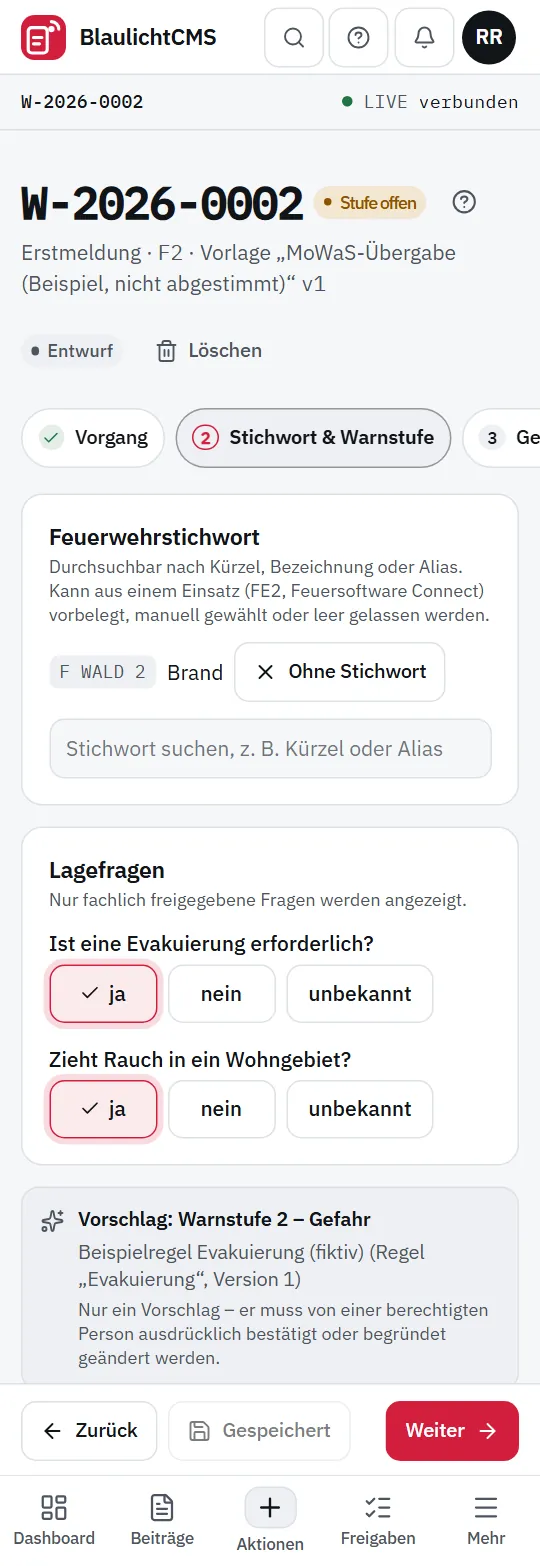 BlaulichtCMS
RR
W-2026-0002
LIVE verbunden
W-2026-0002
Stufe offen
Erstmeldung · F2 · Vorlage „MoWaS-Übergabe
(Beispiel, nicht abgestimmt)“ v1
Entwurf
Löschen
Vorgang
2 Stichwort & Warnstufe
3 Ge
Feuerwehrstichwort
Durchsuchbar nach Kürzel, Bezeichnung oder Alias.
Kann aus einem Einsatz (FE2, Feuersoftware Connect)
vorbelegt, manuell gewählt oder leer gelassen werden.
F WALD 2 Brand Ohne Stichwort
Stichwort suchen, z. B. Kürzel oder Alias
Lagefragen
Nur fachlich freigegebene Fragen werden angezeigt.
Ist eine Evakuierung erforderlich?
ja nein unbekannt
Zieht Rauch in ein Wohngebiet?
ja nein unbekannt
Vorschlag: Warnstufe 2 – Gefahr
Beispielregel Evakuierung (fiktiv) (Regel
„Evakuierung“, Version 1)
Nur ein Vorschlag – er muss von einer berechtigten
Person ausdrücklich bestätigt oder begründet
geändert werden.
Zurück Gespeichert Weiter
Dashboard Beiträge Aktionen Freigaben Mehr